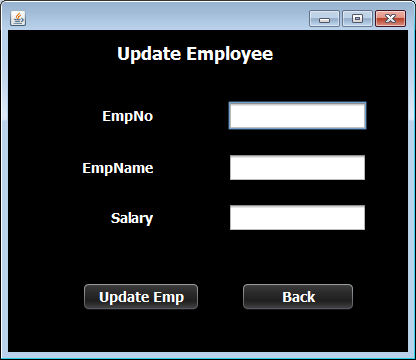 Update Employee
EmpNo
EmpName
Salary
Update Emp
Back